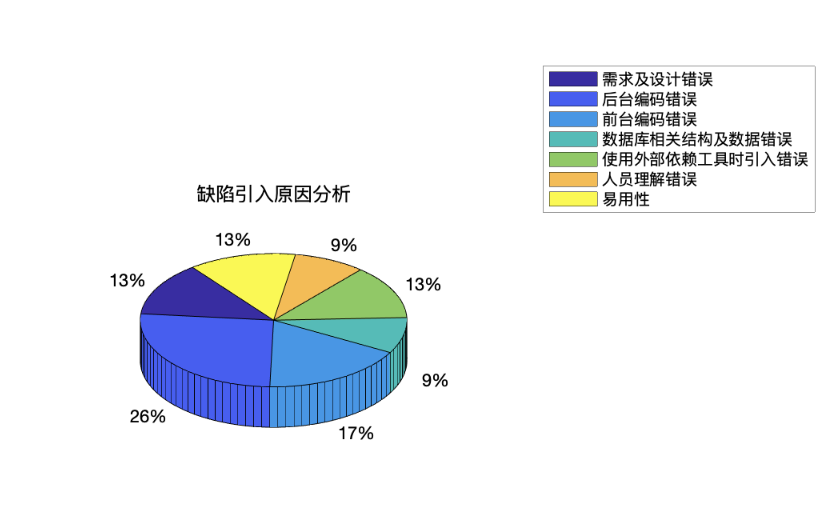 需求及设计错误
后台编码错误
前台编码错误
数据库相关结构及数据错误
使用外部依赖工具时引入错误
人员理解错误
易用性
缺陷引入原因分析
13%
9%
13%
13%
9%
26%
17%